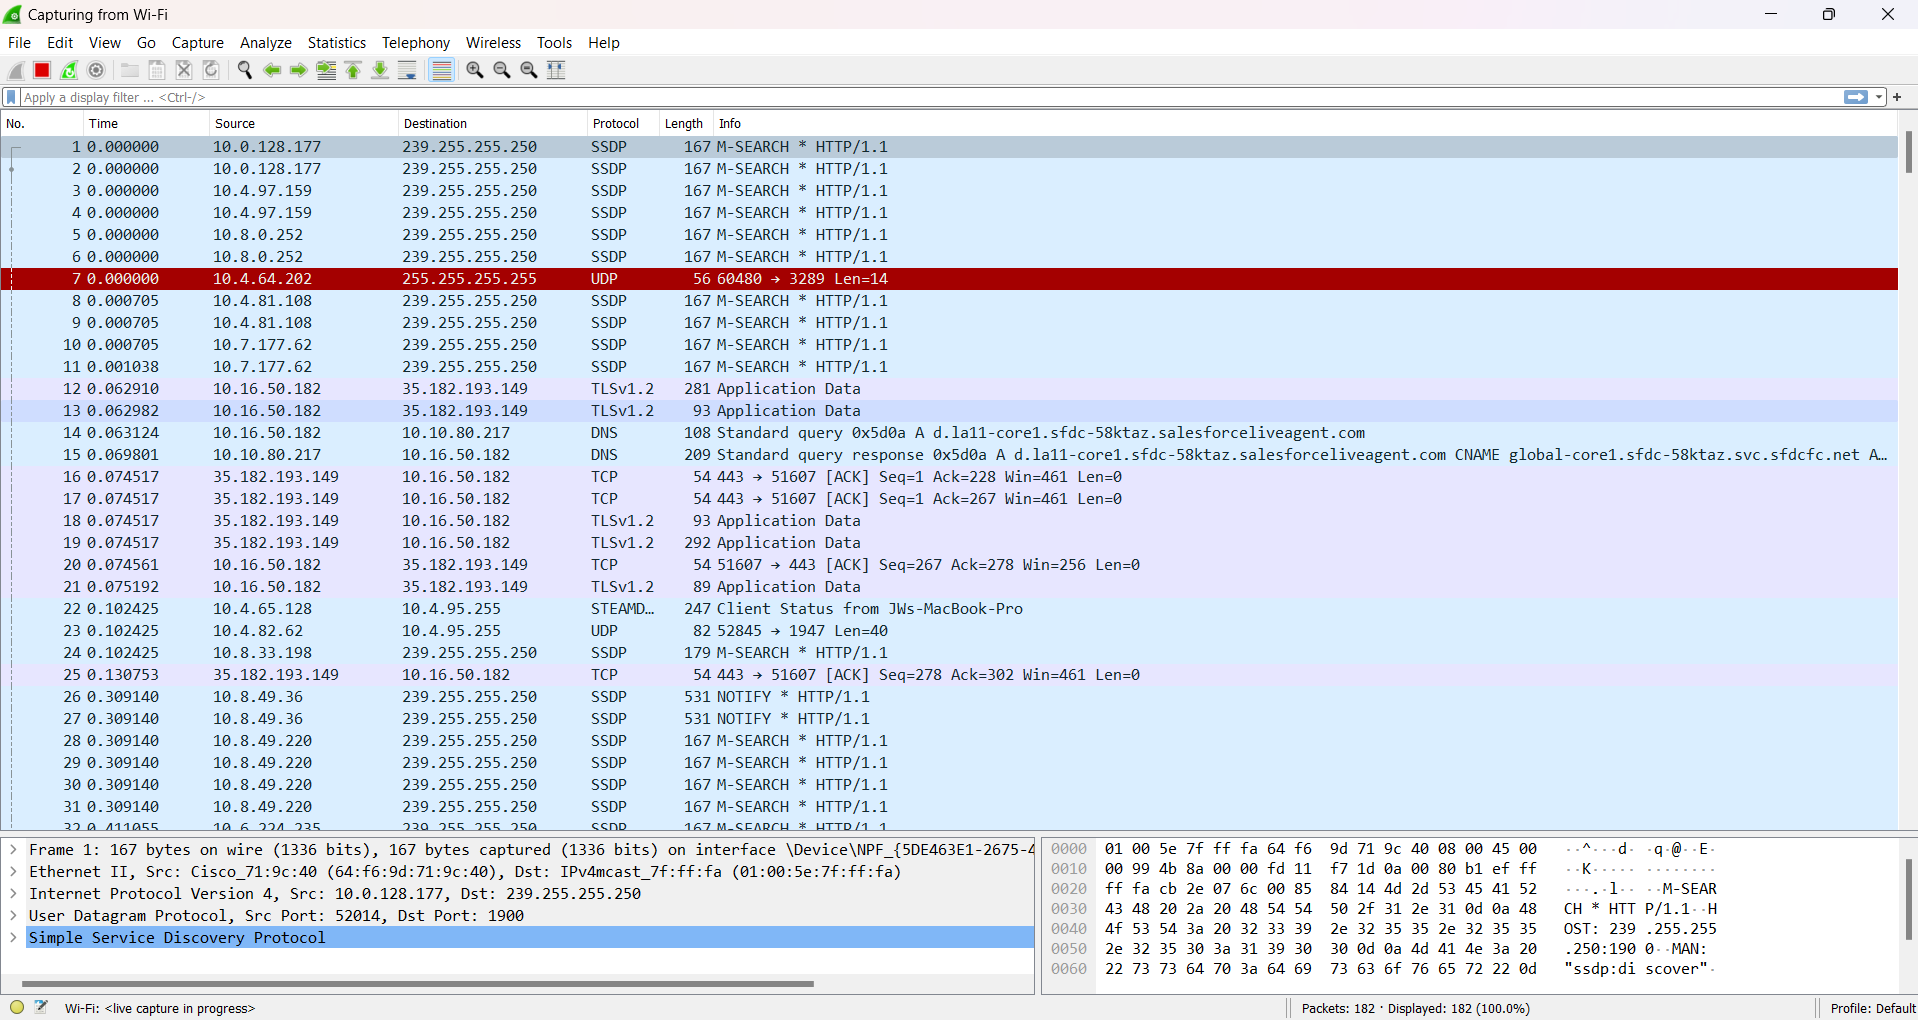 Capturing from Wi-Fi
File Edit View Go Capture Analyze Statistics Telephony Wireless Tools Help
Apply a display filter ... <Ctrl-/>
No. Time Source Destination Protocol Length Info
1 0.000000 10.0.128.177 239.255.255.250 SSDP 167 M-SEARCH * HTTP/1.1
2 0.000000 10.0.128.177 239.255.255.250 SSDP 167 M-SEARCH * HTTP/1.1
3 0.000000 10.4.97.159 239.255.255.250 SSDP 167 M-SEARCH * HTTP/1.1
4 0.000000 10.4.97.159 239.255.255.250 SSDP 167 M-SEARCH * HTTP/1.1
5 0.000000 10.8.0.252 239.255.255.250 SSDP 167 M-SEARCH * HTTP/1.1
6 0.000000 10.8.0.252 239.255.255.250 SSDP 167 M-SEARCH * HTTP/1.1
7 0.000000 10.4.64.202 255.255.255.255 UDP 56 60480 → 3289 Len=14
8 0.000705 10.4.81.108 239.255.255.250 SSDP 167 M-SEARCH * HTTP/1.1
9 0.000705 10.4.81.108 239.255.255.250 SSDP 167 M-SEARCH * HTTP/1.1
10 0.000705 10.7.177.62 239.255.255.250 SSDP 167 M-SEARCH * HTTP/1.1
11 0.001038 10.7.177.62 239.255.255.250 SSDP 167 M-SEARCH * HTTP/1.1
12 0.062910 10.16.50.182 35.182.193.149 TLSv1.2 281 Application Data
13 0.062982 10.16.50.182 35.182.193.149 TLSv1.2 93 Application Data
14 0.063124 10.16.50.182 10.10.80.217 DNS 108 Standard query 0x5d0a A d.la11-core1.sfdc-58ktaz.salesforceliveagent.com
15 0.069801 10.10.80.217 10.16.50.182 DNS 209 Standard query response 0x5d0a A d.la11-core1.sfdc-58ktaz.salesforceliveagent.com CNAME global-core1.sfdc-58ktaz.svc.sfdcfc.net A…
16 0.074517 35.182.193.149 10.16.50.182 TCP 54 443 → 51607 [ACK] Seq=1 Ack=228 Win=461 Len=0
17 0.074517 35.182.193.149 10.16.50.182 TCP 54 443 → 51607 [ACK] Seq=1 Ack=267 Win=461 Len=0
18 0.074517 35.182.193.149 10.16.50.182 TLSv1.2 93 Application Data
19 0.074517 35.182.193.149 10.16.50.182 TLSv1.2 292 Application Data
20 0.074561 10.16.50.182 35.182.193.149 TCP 54 51607 → 443 [ACK] Seq=267 Ack=278 Win=256 Len=0
21 0.075192 10.16.50.182 35.182.193.149 TLSv1.2 89 Application Data
22 0.102425 10.4.65.128 10.4.95.255 STEAMD… 247 Client Status from JWs-MacBook-Pro
23 0.102425 10.4.82.62 10.4.95.255 UDP 82 52845 → 1947 Len=40
24 0.102425 10.8.33.198 239.255.255.250 SSDP 179 M-SEARCH * HTTP/1.1
25 0.130753 35.182.193.149 10.16.50.182 TCP 54 443 → 51607 [ACK] Seq=278 Ack=302 Win=461 Len=0
26 0.309140 10.8.49.36 239.255.255.250 SSDP 531 NOTIFY * HTTP/1.1
27 0.309140 10.8.49.36 239.255.255.250 SSDP 531 NOTIFY * HTTP/1.1
28 0.309140 10.8.49.220 239.255.255.250 SSDP 167 M-SEARCH * HTTP/1.1
29 0.309140 10.8.49.220 239.255.255.250 SSDP 167 M-SEARCH * HTTP/1.1
30 0.309140 10.8.49.220 239.255.255.250 SSDP 167 M-SEARCH * HTTP/1.1
31 0.309140 10.8.49.220 239.255.255.250 SSDP 167 M-SEARCH * HTTP/1.1
32 0.411055 10.6.224.235 239.255.255.250 SSDP 167 M-SEARCH * HTTP/1.1
Frame 1: 167 bytes on wire (1336 bits), 167 bytes captured (1336 bits) on interface \Device\NPF_{5DE463E1-2675-4
Ethernet II, Src: Cisco_71:9c:40 (64:f6:9d:71:9c:40), Dst: IPv4mcast_7f:ff:fa (01:00:5e:7f:ff:fa)
Internet Protocol Version 4, Src: 10.0.128.177, Dst: 239.255.255.250
User Datagram Protocol, Src Port: 52014, Dst Port: 1900
Simple Service Discovery Protocol
0000 01 00 5e 7f ff fa 64 f6 9d 71 9c 40 08 00 45 00 ··^···d· ·q·@··E·
0010 00 99 4b 8a 00 00 fd 11 f7 1d 0a 00 80 b1 ef ff ··K····· ········
0020 ff fa cb 2e 07 6c 00 85 84 14 4d 2d 53 45 41 52 ···.·l·· ··M-SEAR
0030 43 48 20 2a 20 48 54 54 50 2f 31 2e 31 0d 0a 48 CH * HTT P/1.1··H
0040 4f 53 54 3a 20 32 33 39 2e 32 35 35 2e 32 35 35 OST: 239 .255.255
0050 2e 32 35 30 3a 31 39 30 30 0d 0a 4d 41 4e 3a 20 .250:190 0··MAN:
0060 22 73 73 64 70 3a 64 69 73 63 6f 76 65 72 22 0d "ssdp:di scover"·
Wi-Fi: <live capture in progress>
Packets: 182 · Displayed: 182 (100.0%)
Profile: Default